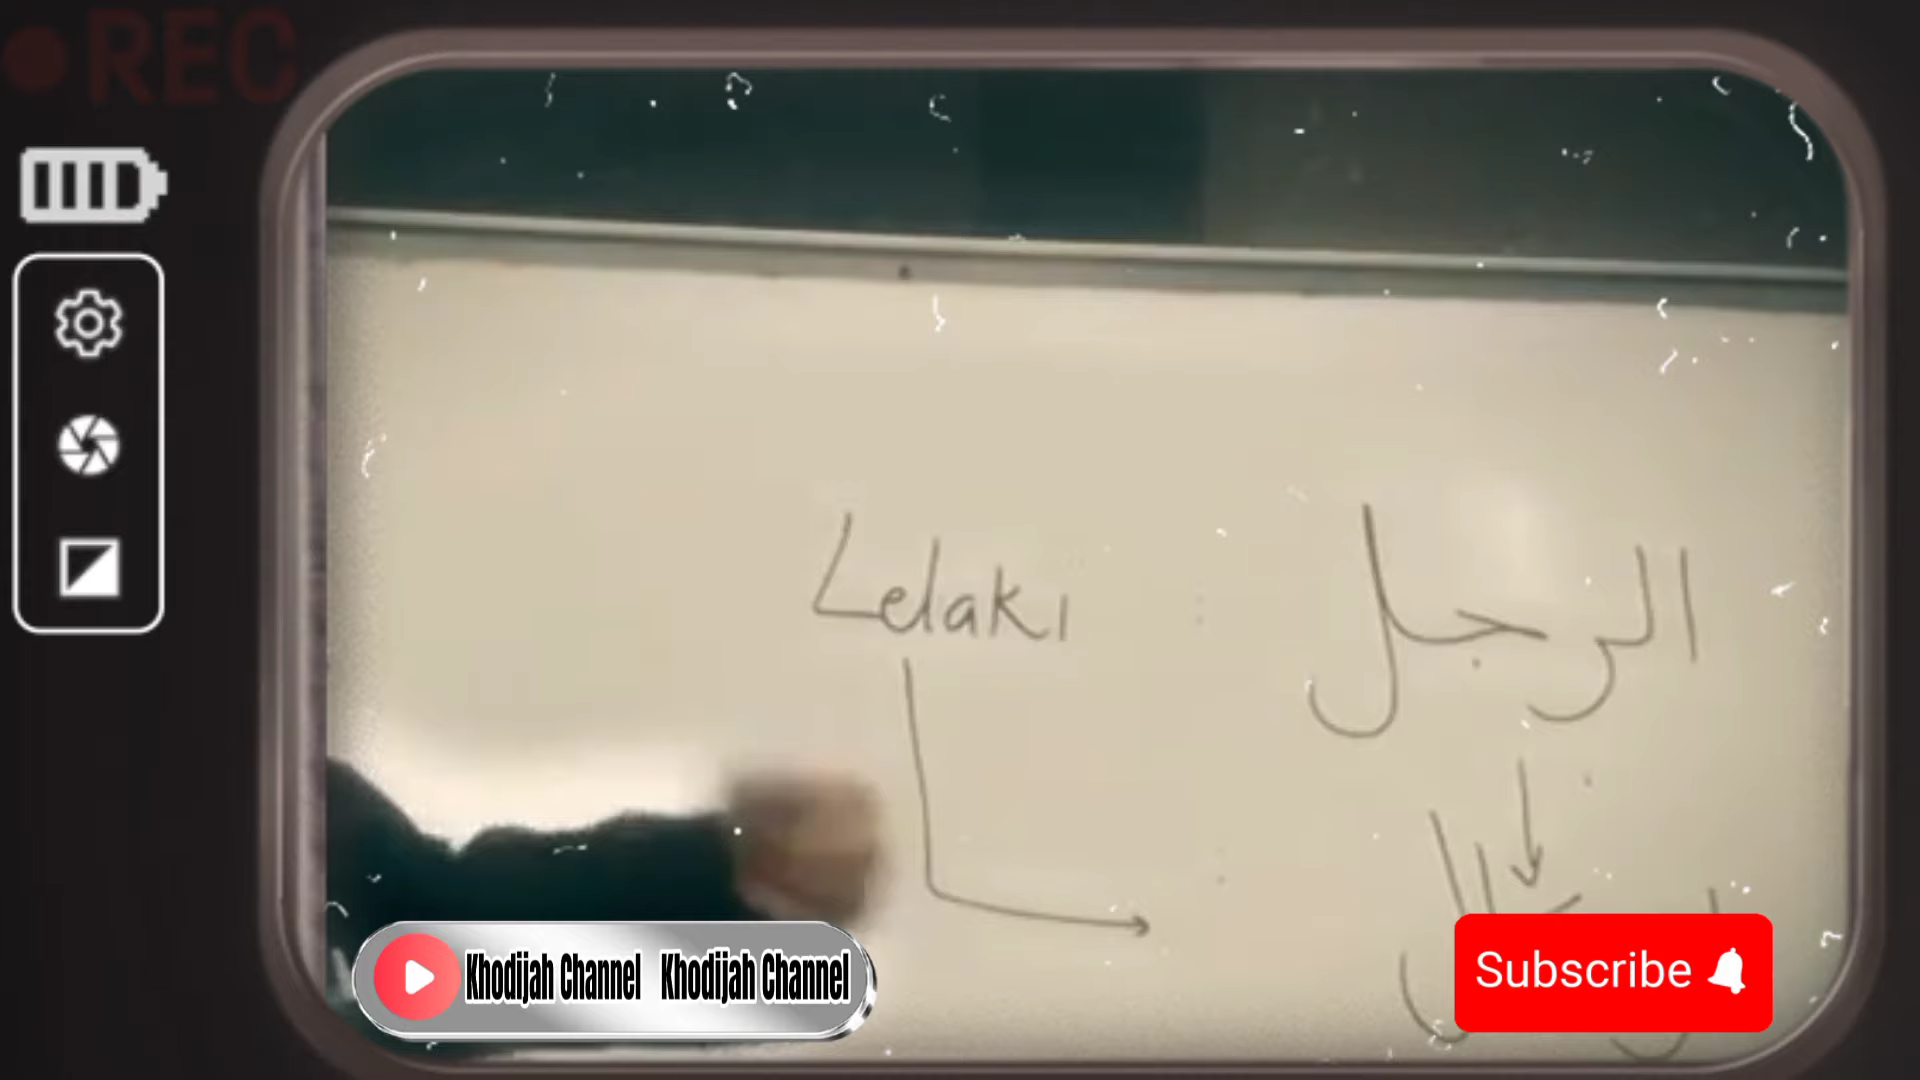 REC
Lelaki : الرجل
Khodijah Channel Khodijah Channel
Subscribe